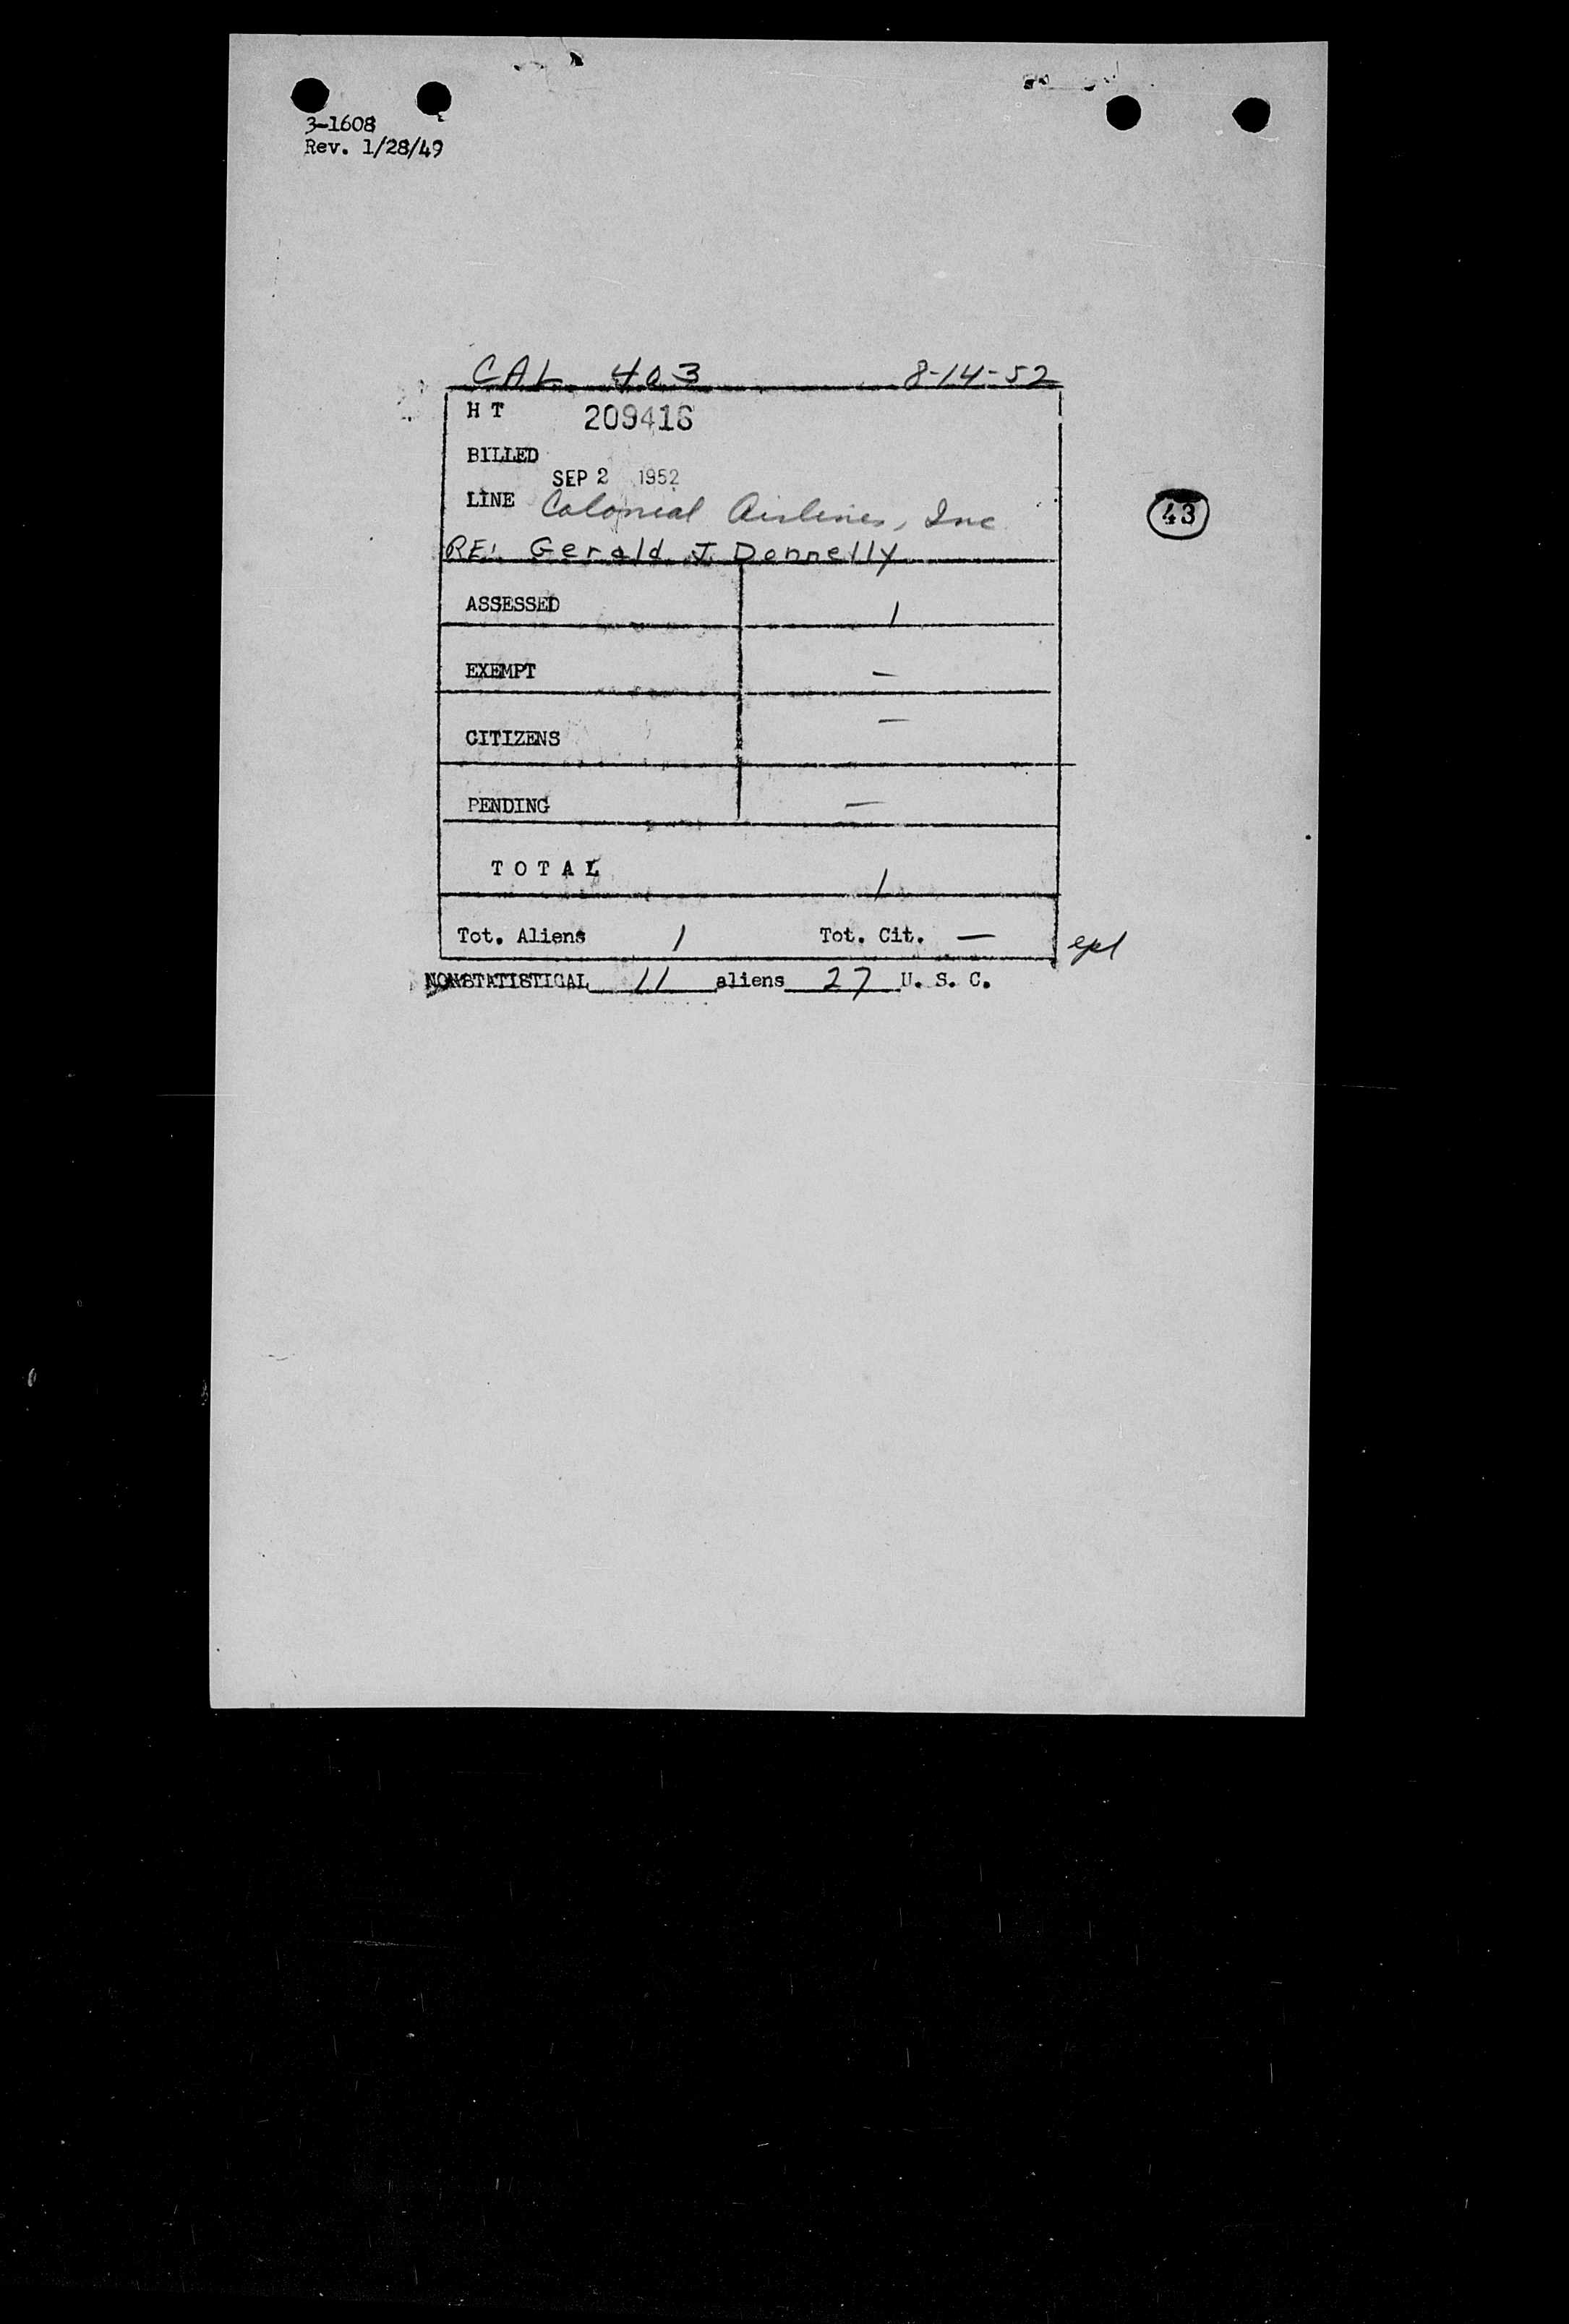 3-1608
Rev. 1/28/49
CAL 403 8-14-52
H T 209416
BILLED
SEP 2 1952
LINE Colonial Airlines, Inc
RE: Gerald J Donnelly
43
ASSESSED 1
EXEMPT —
CITIZENS —
PENDING —
T O T A L 1
Tot. Aliens 1 Tot. Cit. —
NONSTATISTICAL 11 aliens 27 U. S. C.